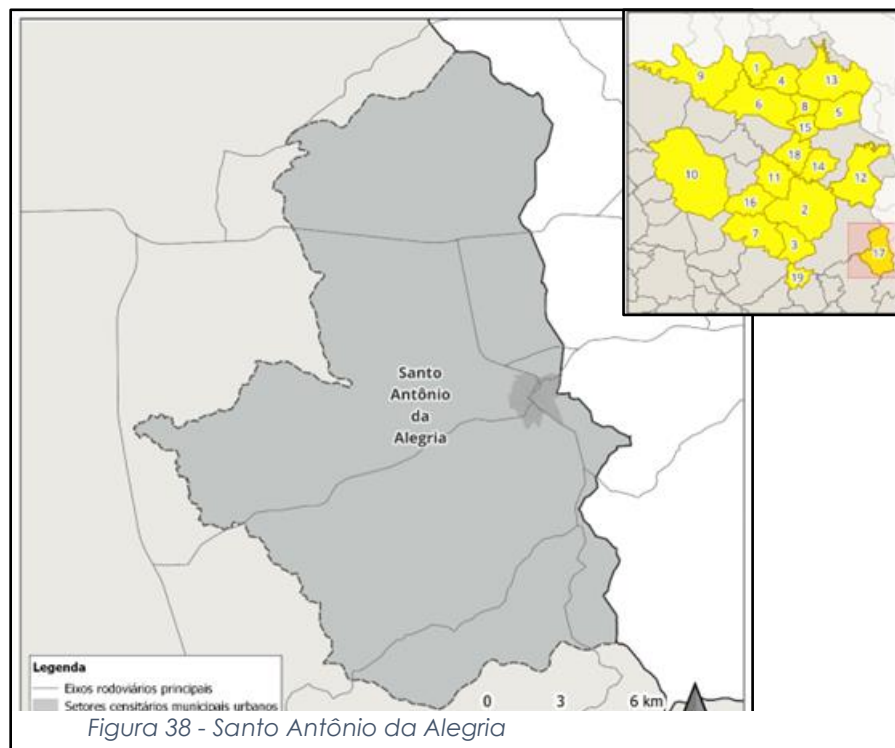 Santo
Antônio
da
Alegria
Legenda
Eixos rodoviários principais
Setores censitários municipais urbanos
0 3 6 km
1
9
4
13
6
8
5
15
18
14
12
10
11
16
2
7
3
17
19
Figura 38 - Santo Antônio da Alegria